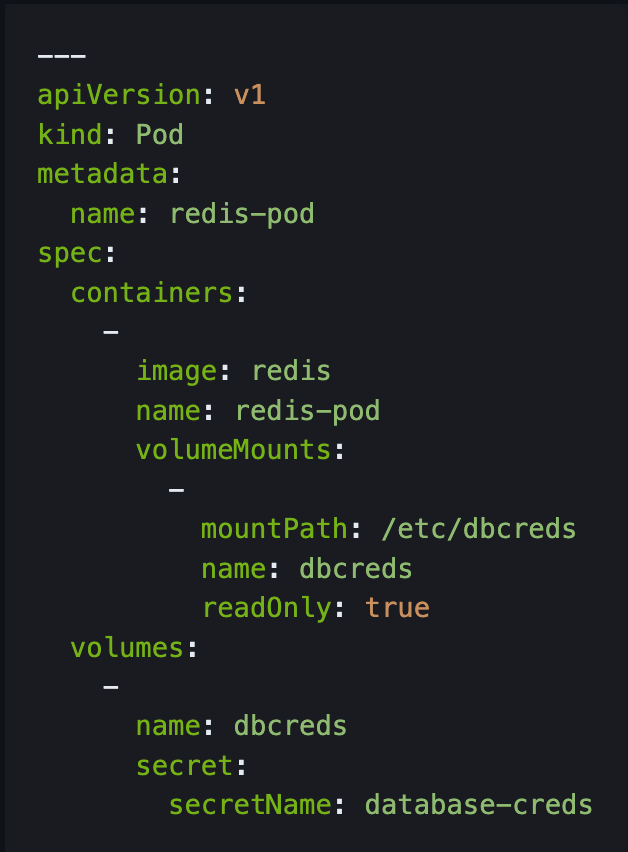 ---
apiVersion: v1
kind: Pod
metadata:
  name: redis-pod
spec:
  containers:
    -
      image: redis
      name: redis-pod
      volumeMounts:
        -
          mountPath: /etc/dbcreds
          name: dbcreds
          readOnly: true
  volumes:
    -
      name: dbcreds
      secret:
        secretName: database-creds